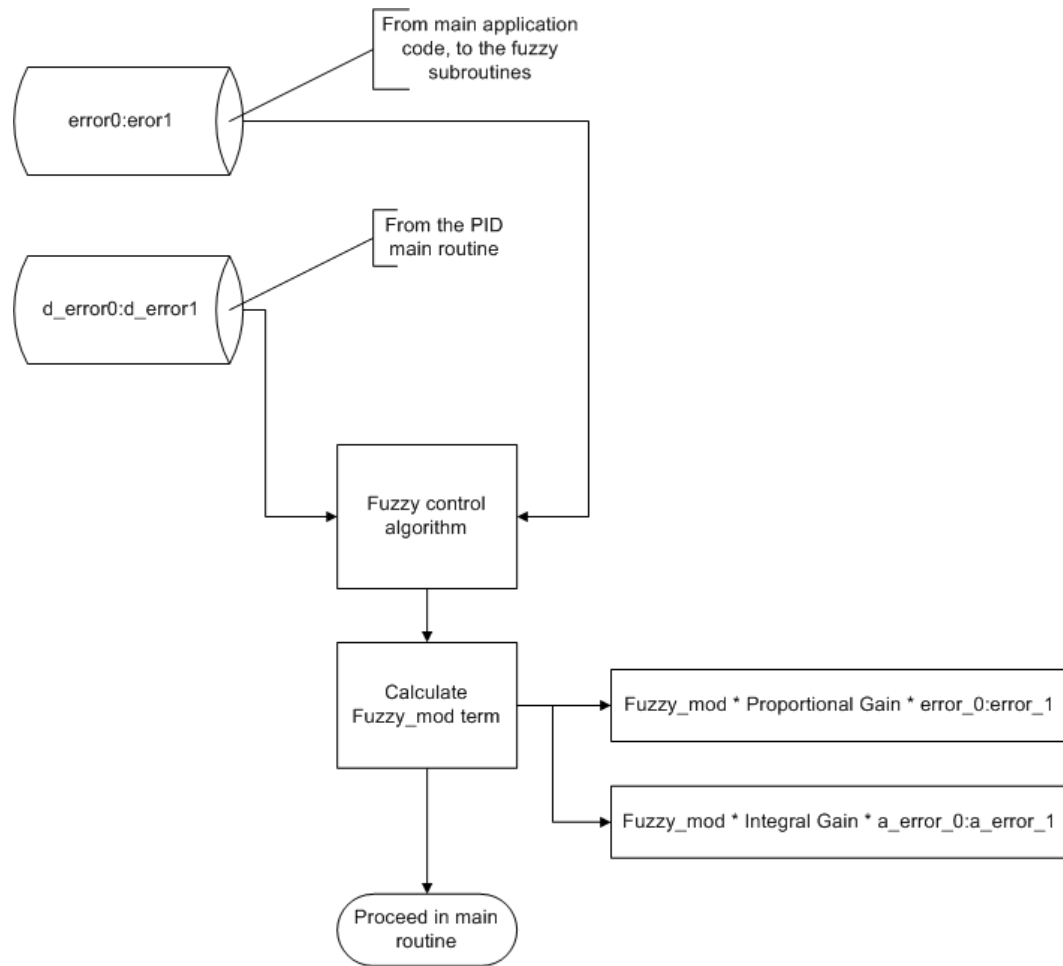 From main application
code, to the fuzzy
subroutines
error0:eror1
From the PID
main routine
d_error0:d_error1
Fuzzy control
algorithm
Calculate
Fuzzy_mod term
Fuzzy_mod * Proportional Gain * error_0:error_1
Fuzzy_mod * Integral Gain * a_error_0:a_error_1
Proceed in main
routine